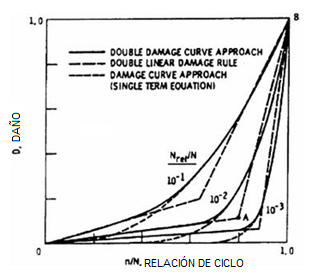 1,0
B
DOUBLE DAMAGE CURVE APPROACH
DOUBLE LINEAR DAMAGE RULE
DAMAGE CURVE APPROACH
(SINGLE TERM EQUATION)
D, DAÑO
Nref/N
10-1
10-2
A
10-3
0
1,0
n/N, RELACIÓN DE CICLO